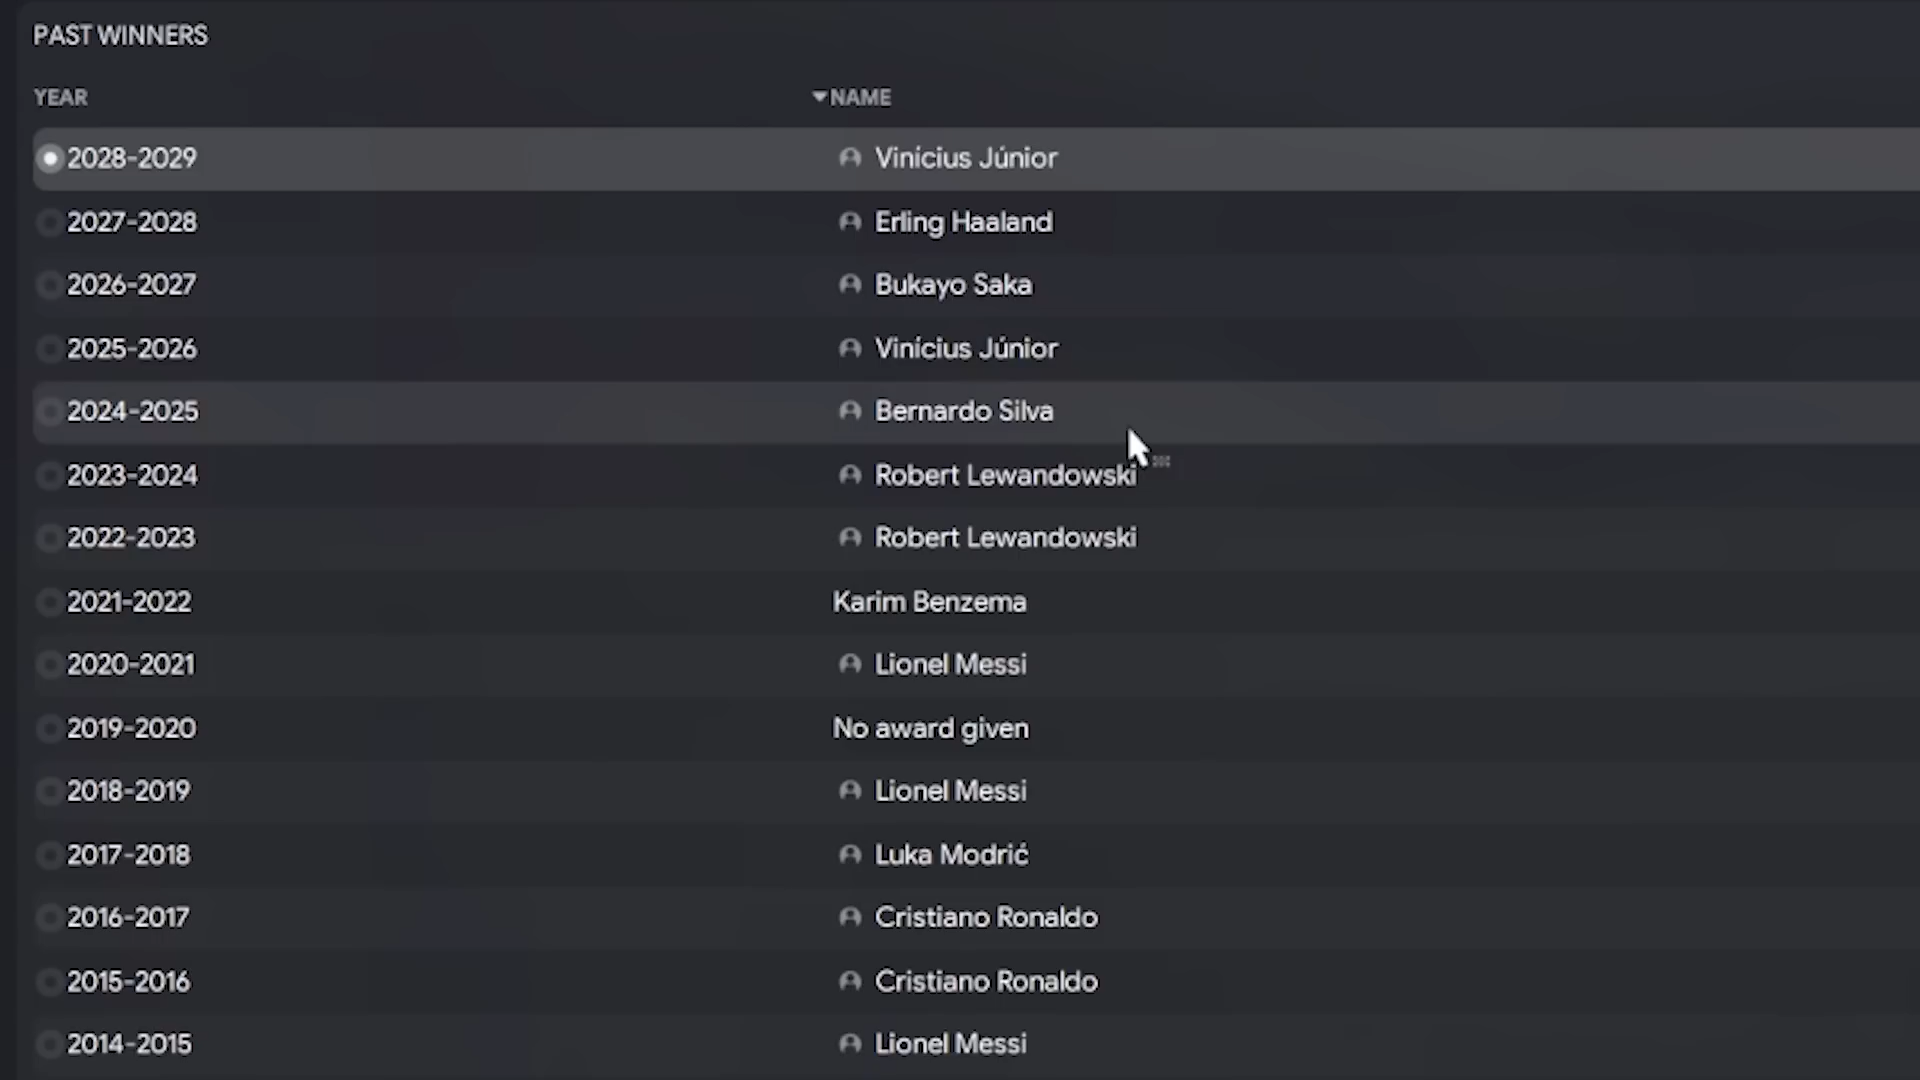 PAST WINNERS
YEAR NAME
2028-2029 Vinícius Júnior
2027-2028 Erling Haaland
2026-2027 Bukayo Saka
2025-2026 Vinícius Júnior
2024-2025 Bernardo Silva
2023-2024 Robert Lewandowski
2022-2023 Robert Lewandowski
2021-2022 Karim Benzema
2020-2021 Lionel Messi
2019-2020 No award given
2018-2019 Lionel Messi
2017-2018 Luka Modrić
2016-2017 Cristiano Ronaldo
2015-2016 Cristiano Ronaldo
2014-2015 Lionel Messi